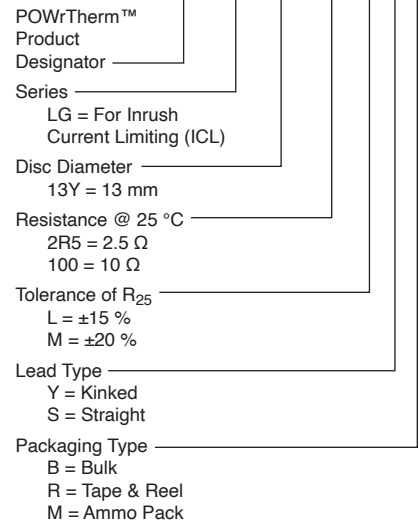 POWrTherm™
Product
Designator
Series
LG = For Inrush
Current Limiting (ICL)
Disc Diameter
13Y = 13 mm
Resistance @ 25 °C
2R5 = 2.5 Ω
100 = 10 Ω
Tolerance of R25
L = ±15 %
M = ±20 %
Lead Type
Y = Kinked
S = Straight
Packaging Type
B = Bulk
R = Tape & Reel
M = Ammo Pack